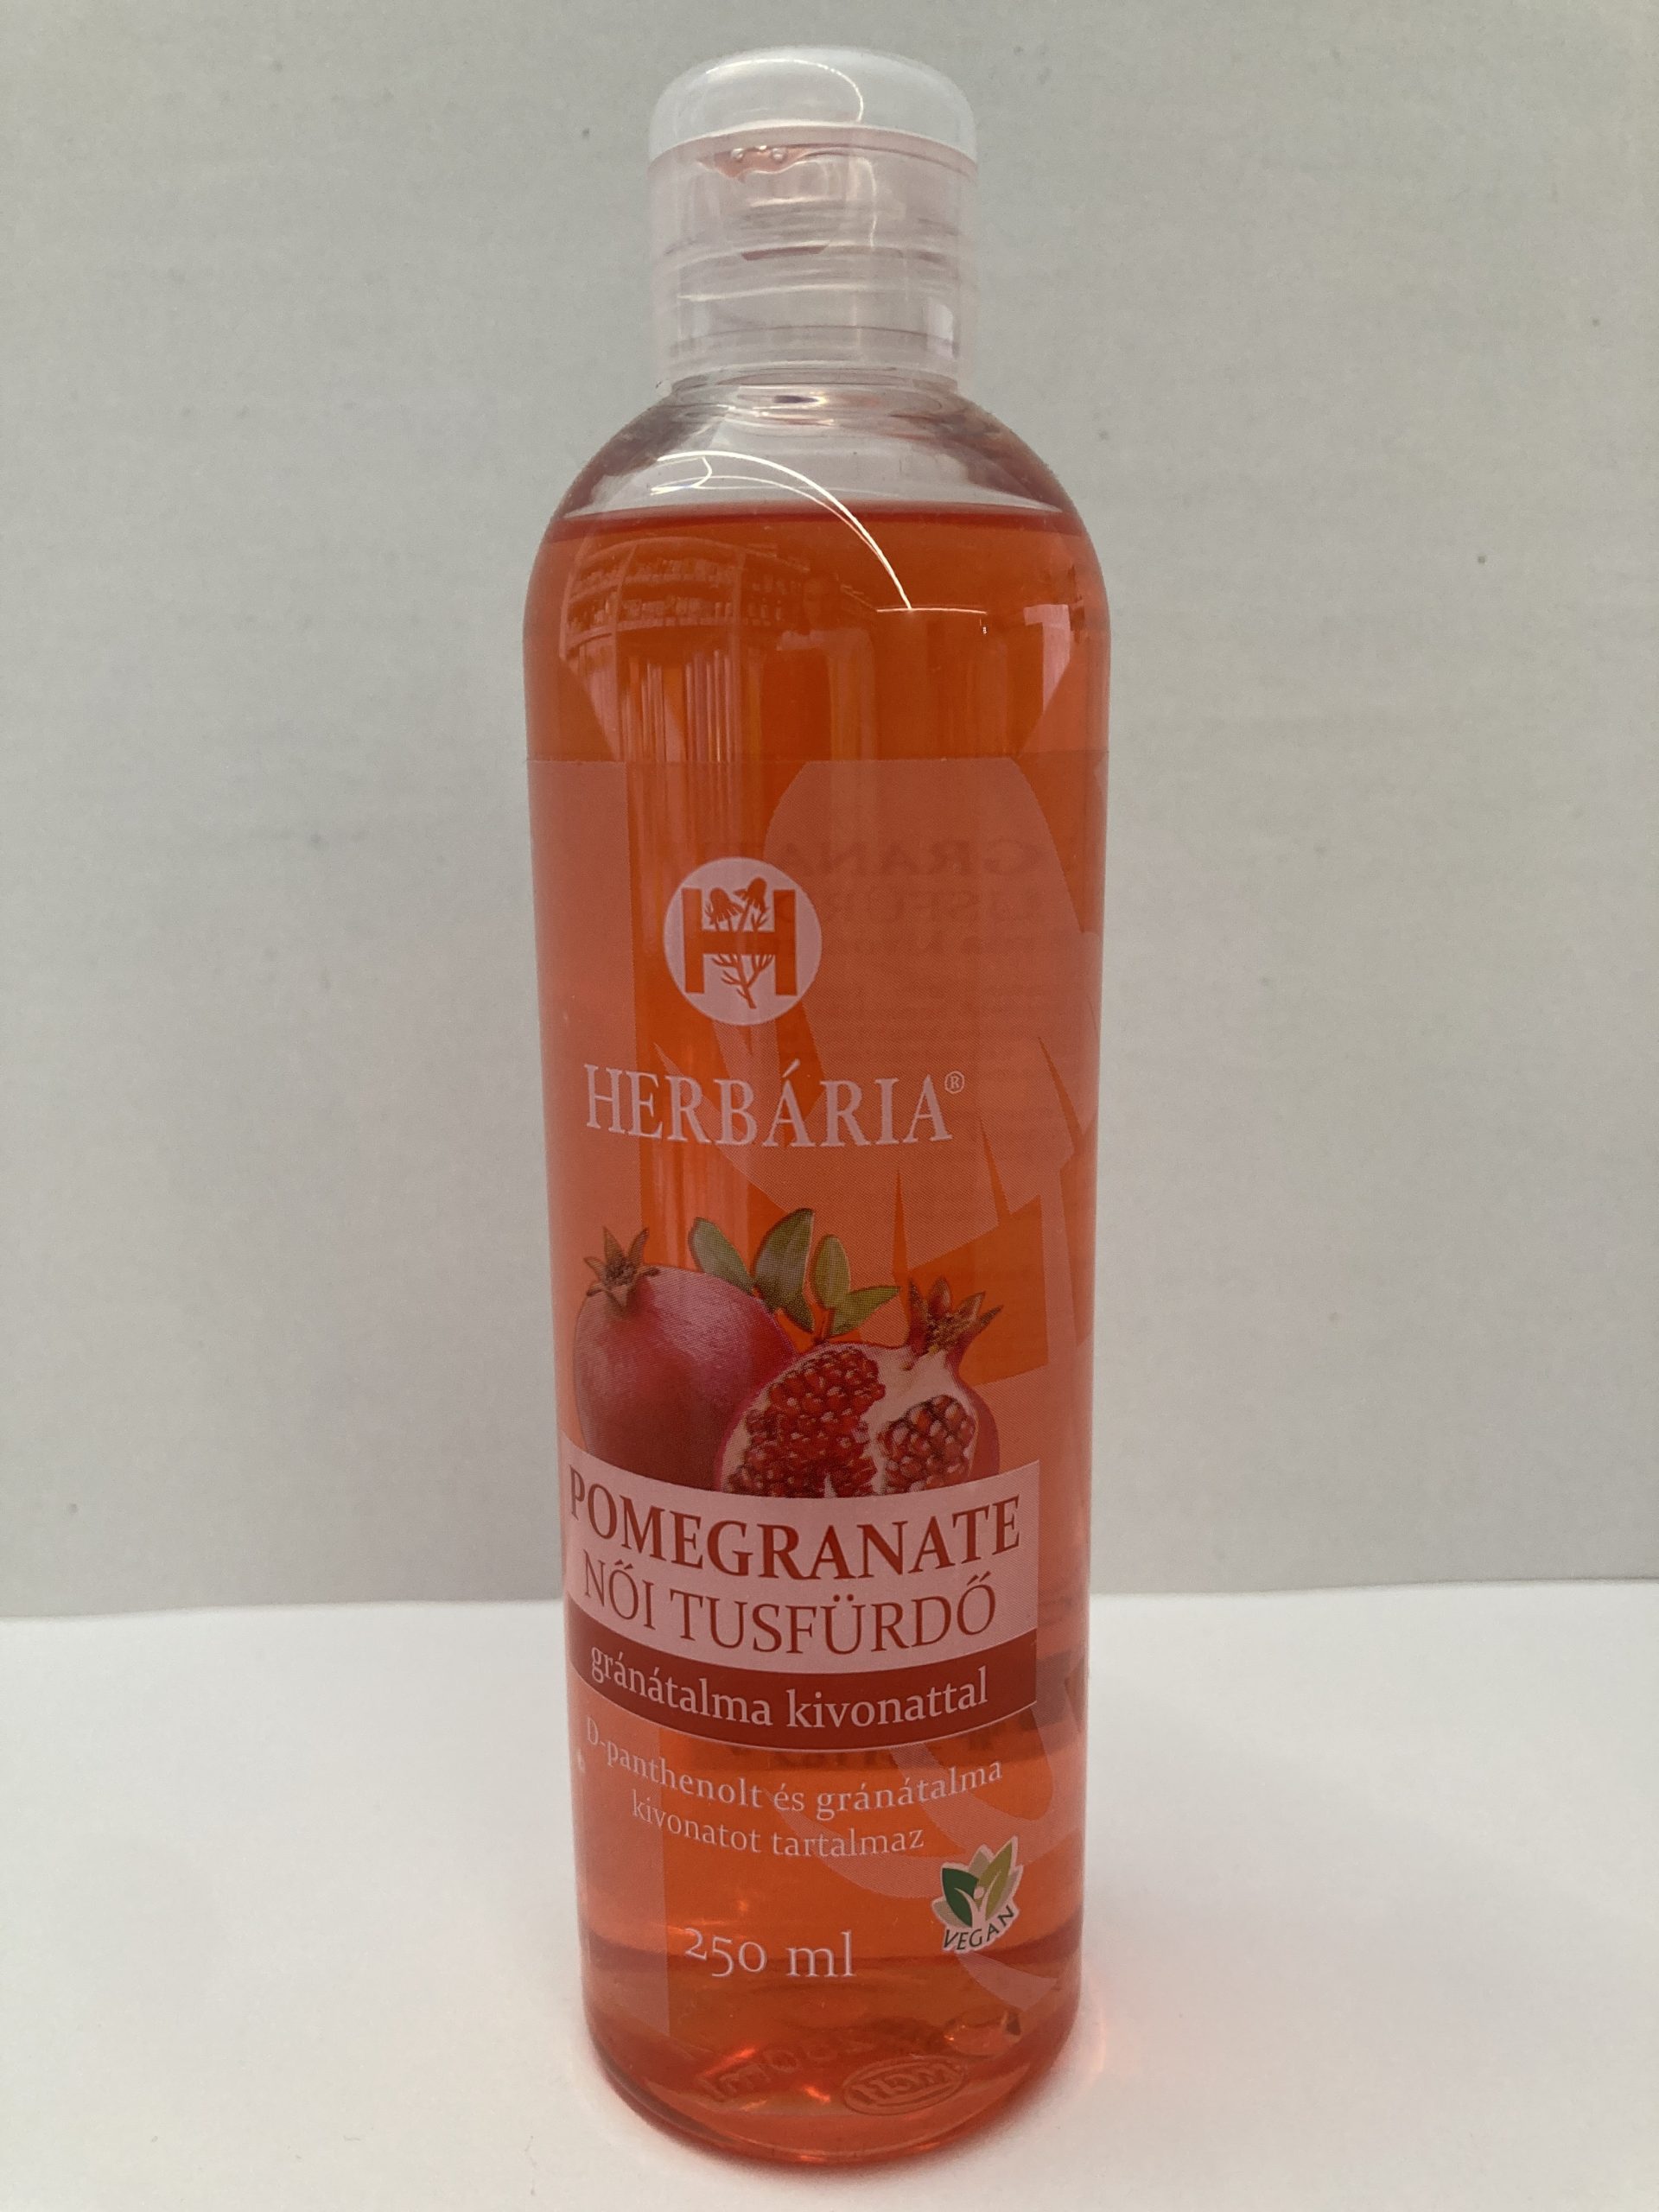 H
HERBÁRIA®
POMEGRANATE
NŐI TUSFÜRDŐ
gránátalma kivonattal
D-panthenolt és gránátalma
kivonatot tartalmaz
VEGAN
250 ml